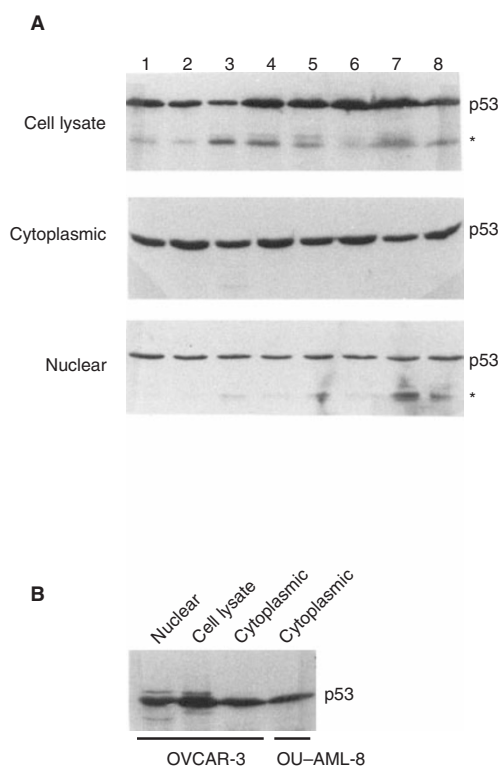 A
1 2 3 4 5 6 7 8
Cell lysate
p53
*
Cytoplasmic
p53
Nuclear
p53
*
B
Nuclear
Cell lysate
Cytoplasmic
Cytoplasmic
p53
OVCAR-3
OU–AML-8